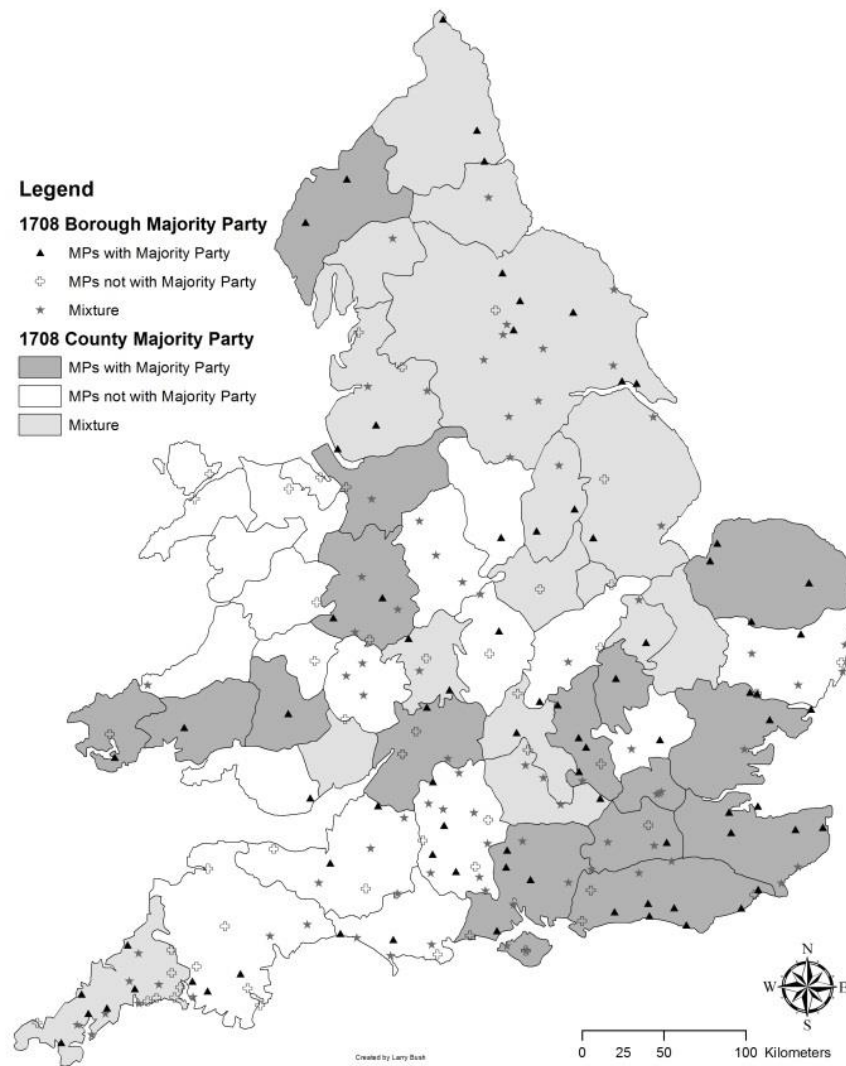 Legend
1708 Borough Majority Party
MPs with Majority Party
MPs not with Majority Party
Mixture
1708 County Majority Party
MPs with Majority Party
MPs not with Majority Party
Mixture
N
W E
S
0 25 50 100 Kilometers
Created by Larry Bush